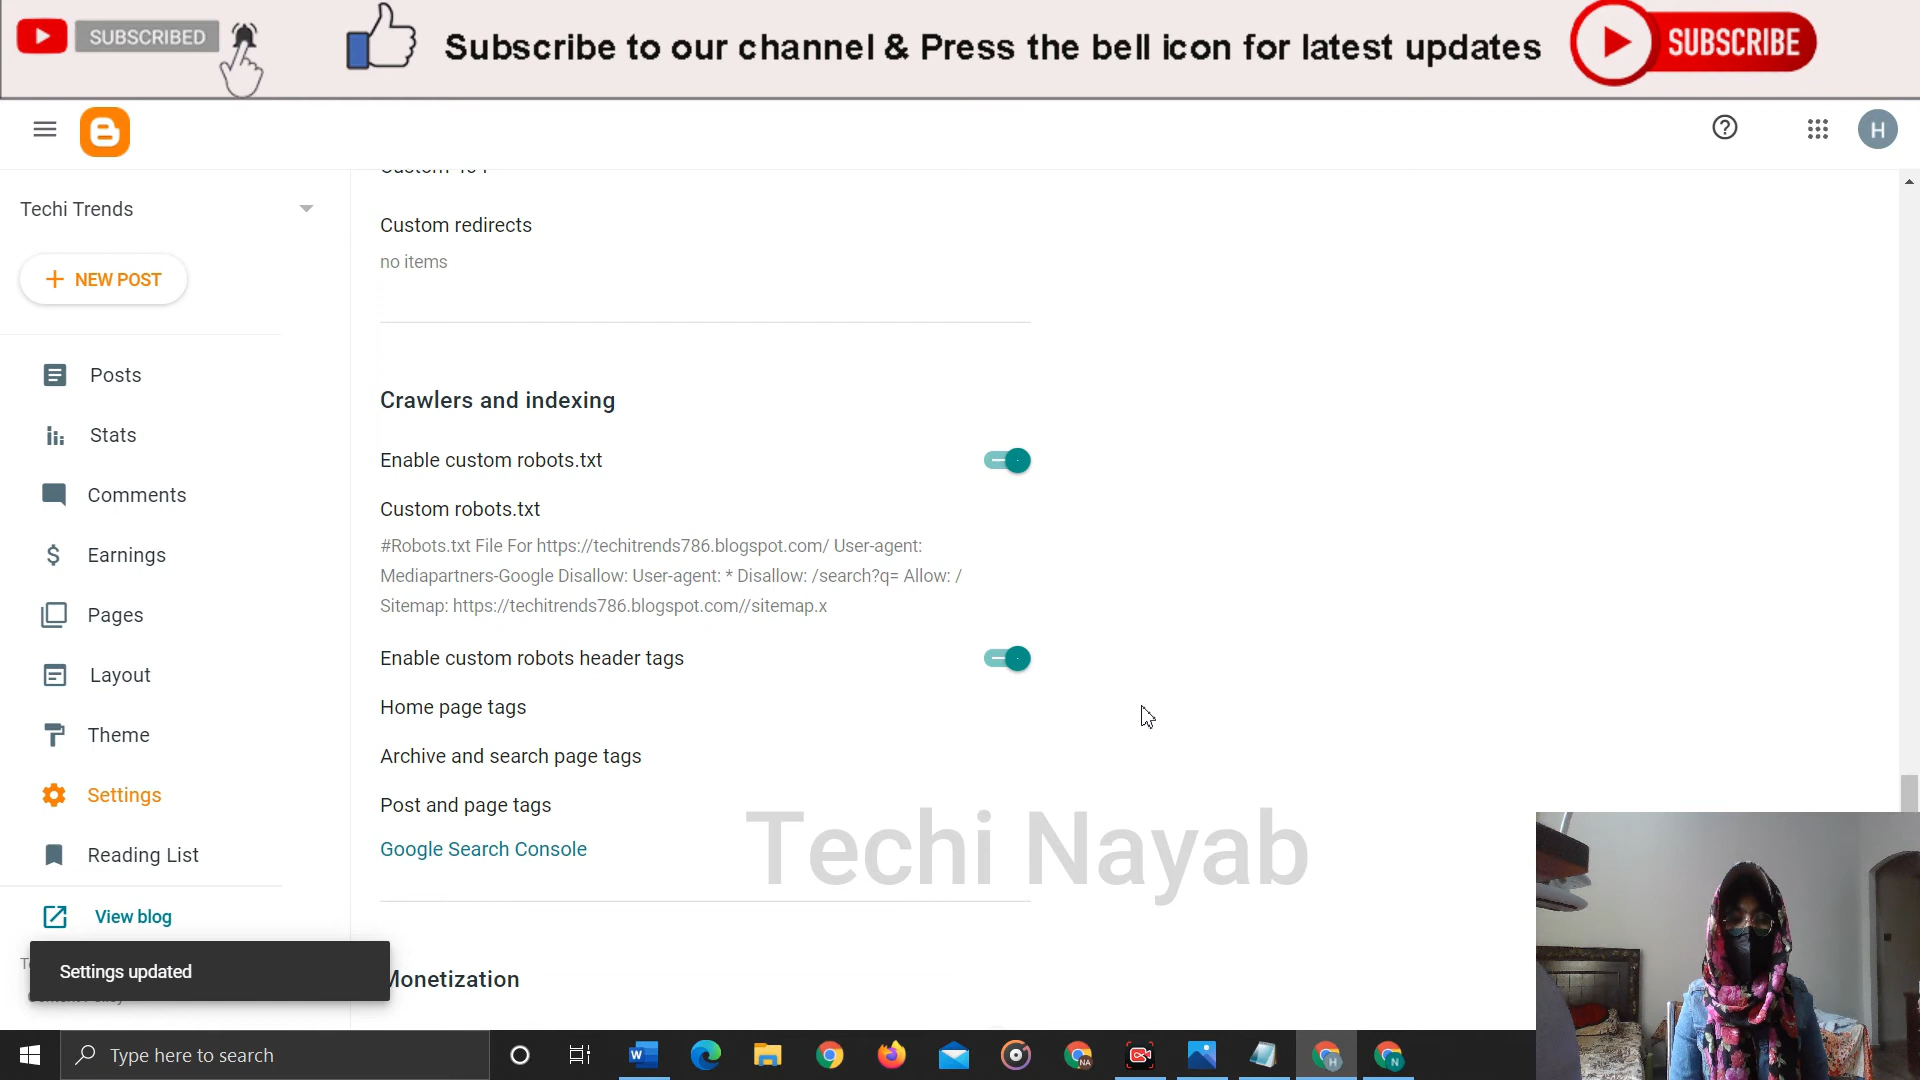 SUBSCRIBED
Subscribe to our channel & Press the bell icon for latest updates
SUBSCRIBE
H
Techi Trends
NEW POST
Posts
Stats
Comments
Earnings
Pages
Layout
Theme
Settings
Reading List
View blog
Settings updated
Custom redirects
no items
Crawlers and indexing
Enable custom robots.txt
Custom robots.txt
#Robots.txt File For https://techitrends786.blogspot.com/ User-agent:
Mediapartners-Google Disallow: User-agent: * Disallow: /search?q= Allow: /
Sitemap: https://techitrends786.blogspot.com//sitemap.x
Enable custom robots header tags
Home page tags
Archive and search page tags
Post and page tags
Google Search Console
Techi Nayab
Monetization
Type here to search